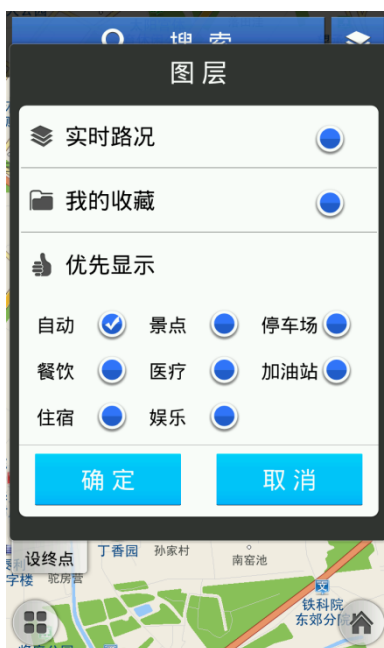 搜 索
图 层
实时路况
我的收藏
优先显示
自动 景点 停车场
餐饮 医疗 加油站
住宿 娱乐
确 定 取 消
设终点
丁香园 孙家村
南窑池
字楼 驼房营
文
铁科院
东郊分院